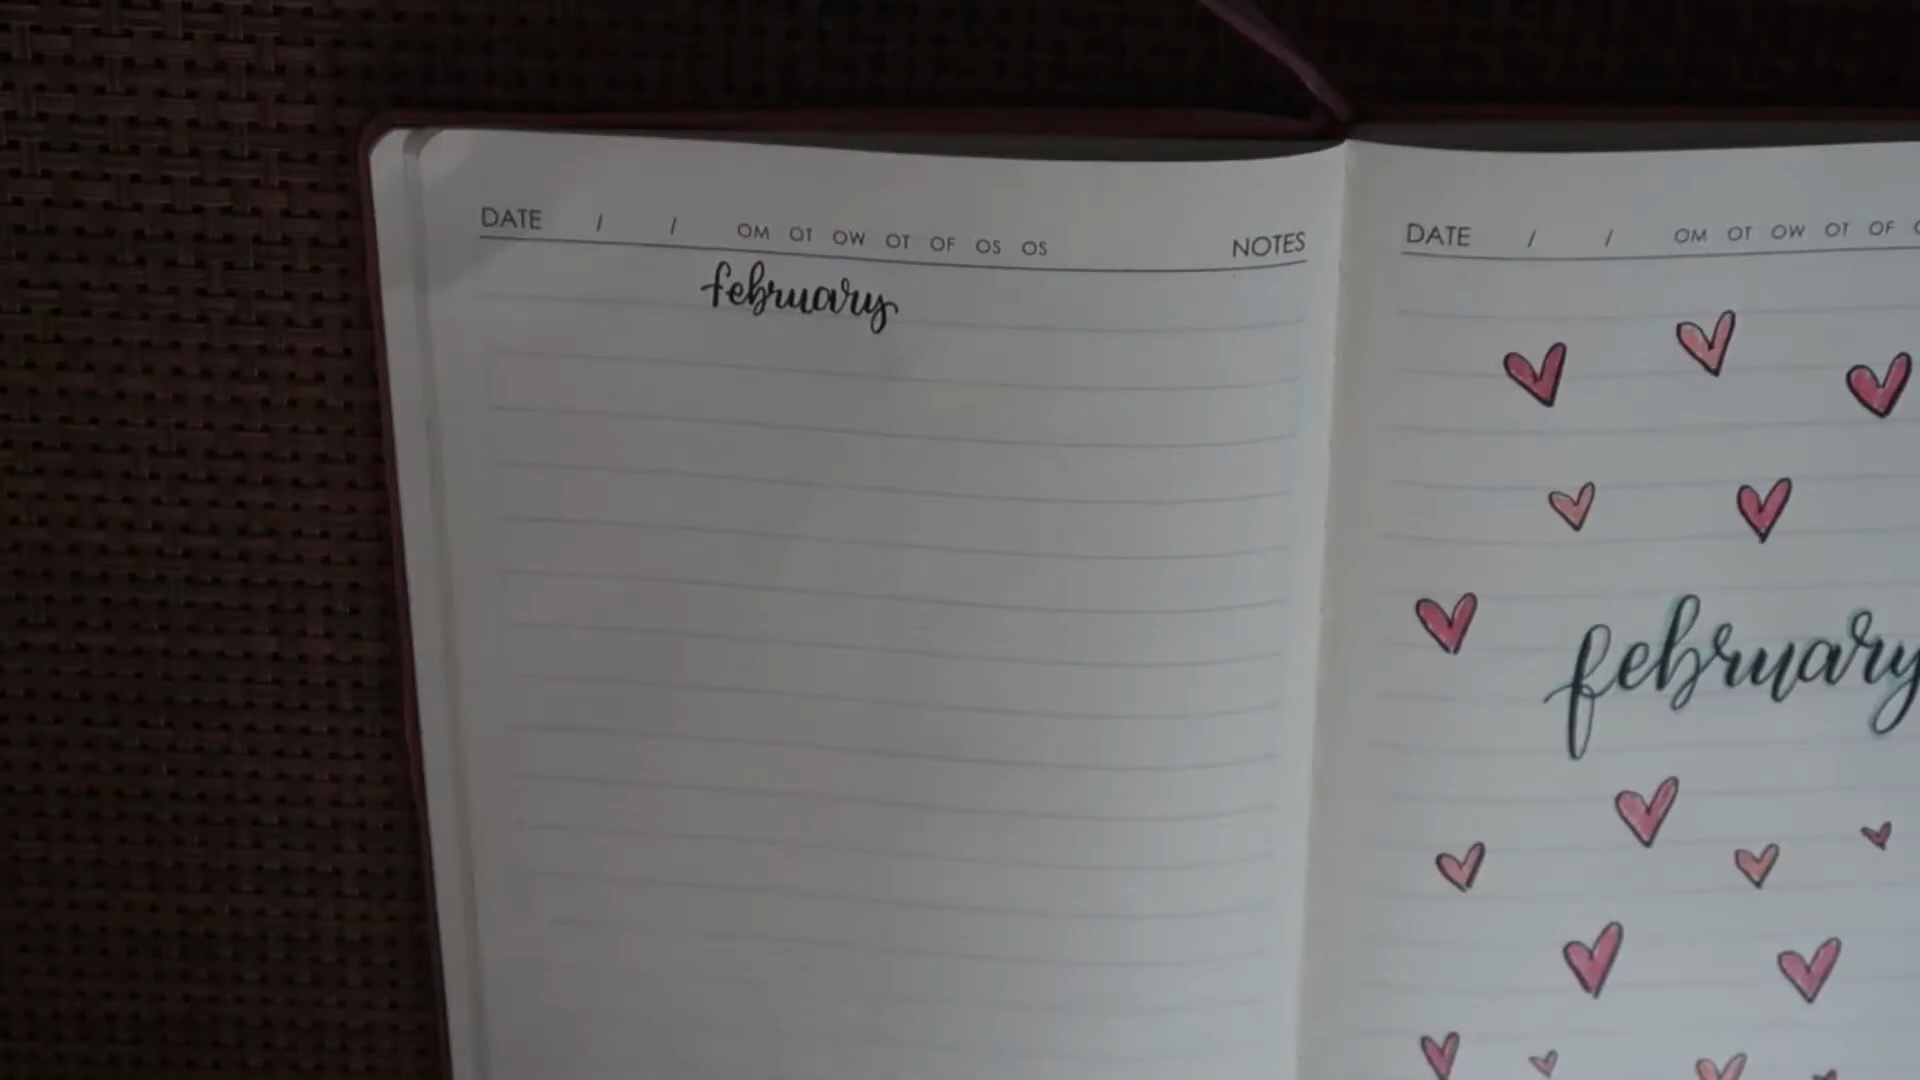 DATE / / OM OT OW OT OF OS OS NOTES
february
DATE / / OM OT OW OT OF
february